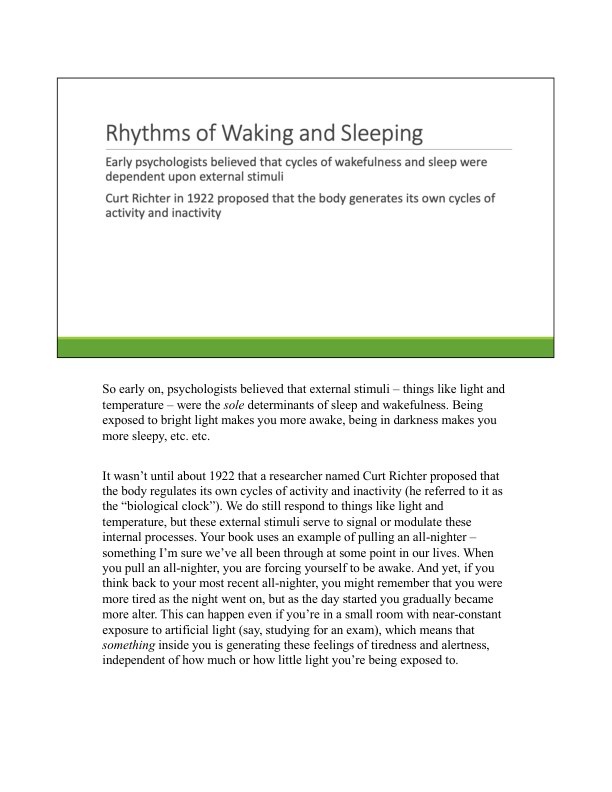 Rhythms of Waking and Sleeping
Early psychologists believed that cycles of wakefulness and sleep were
dependent upon external stimuli
Curt Richter in 1922 proposed that the body generates its own cycles of
activity and inactivity
So early on, psychologists believed that external stimuli – things like light and
temperature – were the sole determinants of sleep and wakefulness. Being
exposed to bright light makes you more awake, being in darkness makes you
more sleepy, etc. etc.
It wasn’t until about 1922 that a researcher named Curt Richter proposed that
the body regulates its own cycles of activity and inactivity (he referred to it as
the “biological clock”). We do still respond to things like light and
temperature, but these external stimuli serve to signal or modulate these
internal processes. Your book uses an example of pulling an all-nighter –
something I’m sure we’ve all been through at some point in our lives. When
you pull an all-nighter, you are forcing yourself to be awake. And yet, if you
think back to your most recent all-nighter, you might remember that you were
more tired as the night went on, but as the day started you gradually became
more alter. This can happen even if you’re in a small room with near-constant
exposure to artificial light (say, studying for an exam), which means that
something inside you is generating these feelings of tiredness and alertness,
independent of how much or how little light you’re being exposed to.